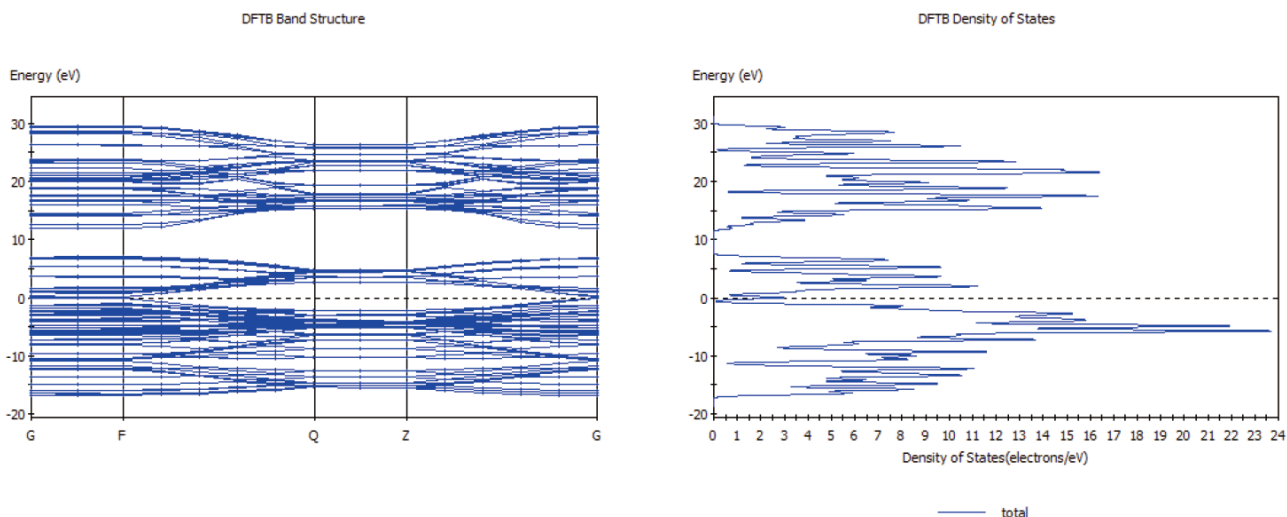 DFTB Band Structure
Energy (eV)
30
20
10
0
-10
-20
G F Q Z G
DFTB Density of States
Energy (eV)
30
20
10
0
-10
-20
0 1 2 3 4 5 6 7 8 9 10 11 12 13 14 15 16 17 18 19 20 21 22 23 24
Density of States(electrons/eV)
total